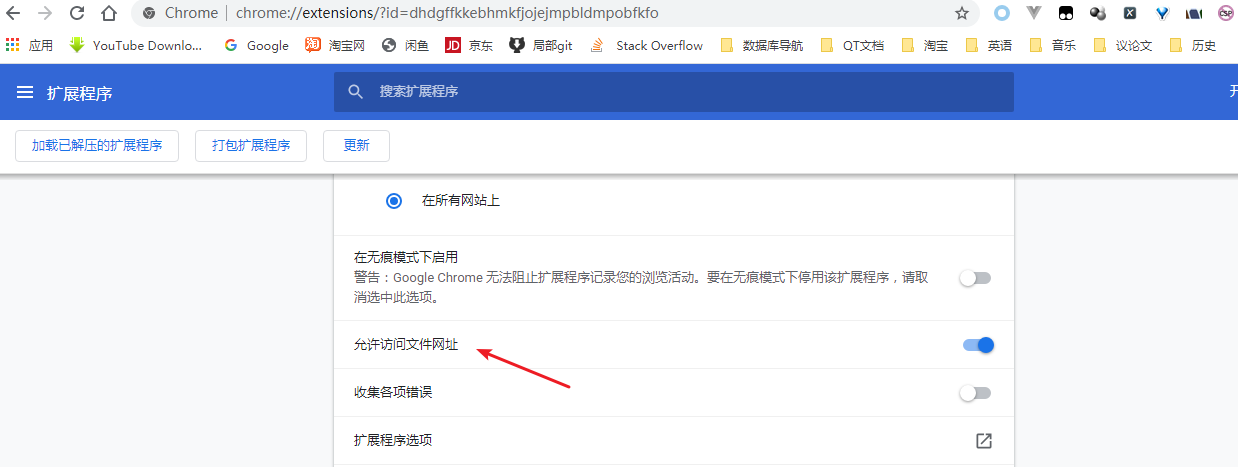 Chrome | chrome://extensions/?id=dhdgffkkebhmkfjojejmpbldmpobfkfo CSP
应用 YouTube Downlo... Google 淘 淘宝网 闲鱼 JD 京东 局部git Stack Overflow 数据库导航 QT文档 淘宝 英语 音乐 议论文 历史
扩展程序 搜索扩展程序 开
加载已解压的扩展程序 打包扩展程序 更新
在所有网站上
在无痕模式下启用
警告：Google Chrome 无法阻止扩展程序记录您的浏览活动。要在无痕模式下停用该扩展程序，请取
消选中此选项。
允许访问文件网址
收集各项错误
扩展程序选项